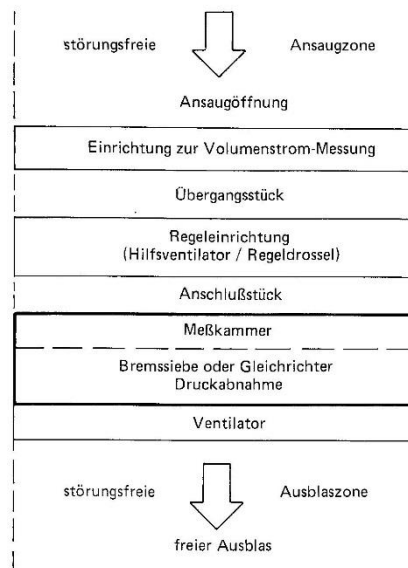 störungsfreie Ansaugzone
Ansaugöffnung
Einrichtung zur Volumenstrom-Messung
Übergangsstück
Regeleinrichtung
(Hilfsventilator / Regeldrossel)
Anschlußstück
Meßkammer
Bremssiebe oder Gleichrichter
Druckabnahme
Ventilator
störungsfreie Ausblaszone
freier Ausblas